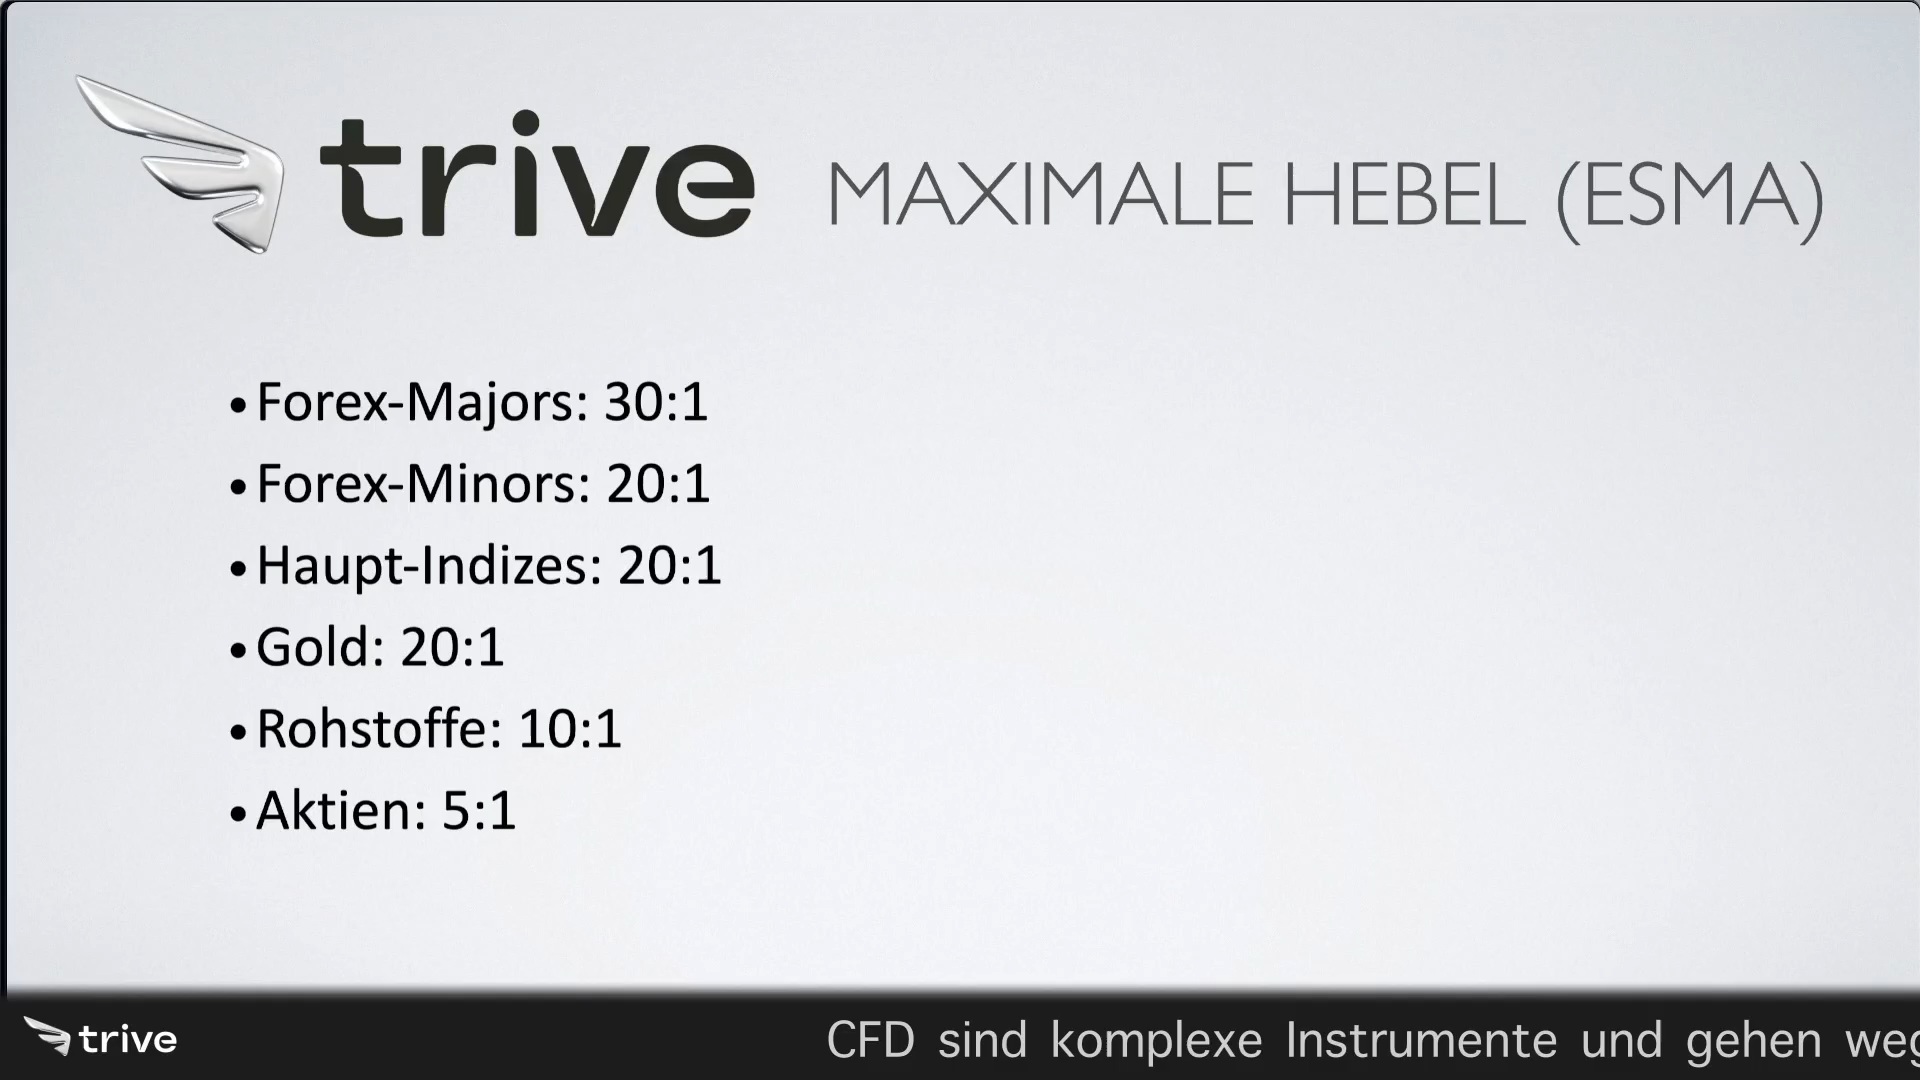 trive MAXIMALE HEBEL (ESMA)
• Forex-Majors: 30:1
• Forex-Minors: 20:1
• Haupt-Indizes: 20:1
• Gold: 20:1
• Rohstoffe: 10:1
• Aktien: 5:1
trive CFD sind komplexe Instrumente und gehen